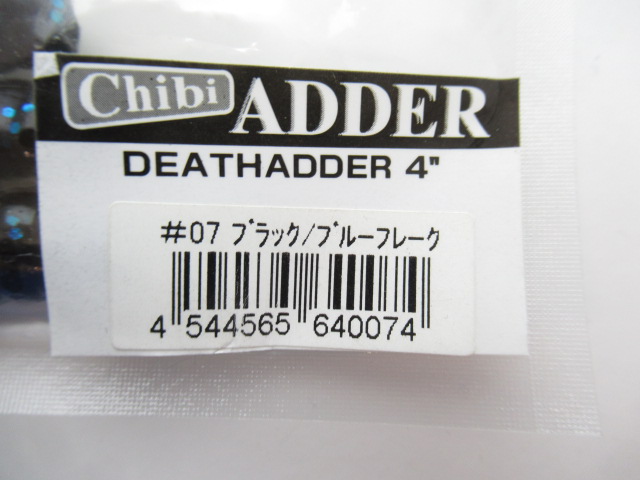 Chibi ADDER
DEATHADDER 4"
#07 ブラック/ブルーフレーク
4 544565 640074